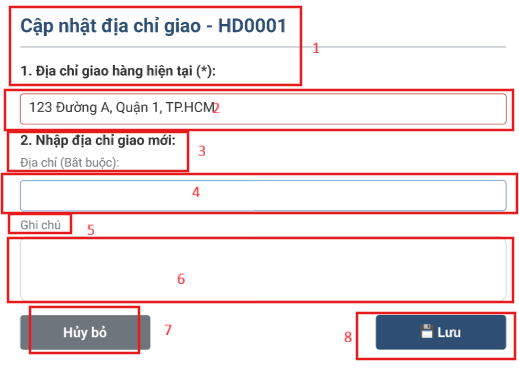 Cập nhật địa chỉ giao - HD0001
1
1. Địa chỉ giao hàng hiện tại (*):
123 Đường A, Quận 1, TP.HCM
2
2. Nhập địa chỉ giao mới:
3
Địa chỉ (Bắt buộc):
4
Ghi chú
5
6
Hủy bỏ
7
8
Lưu